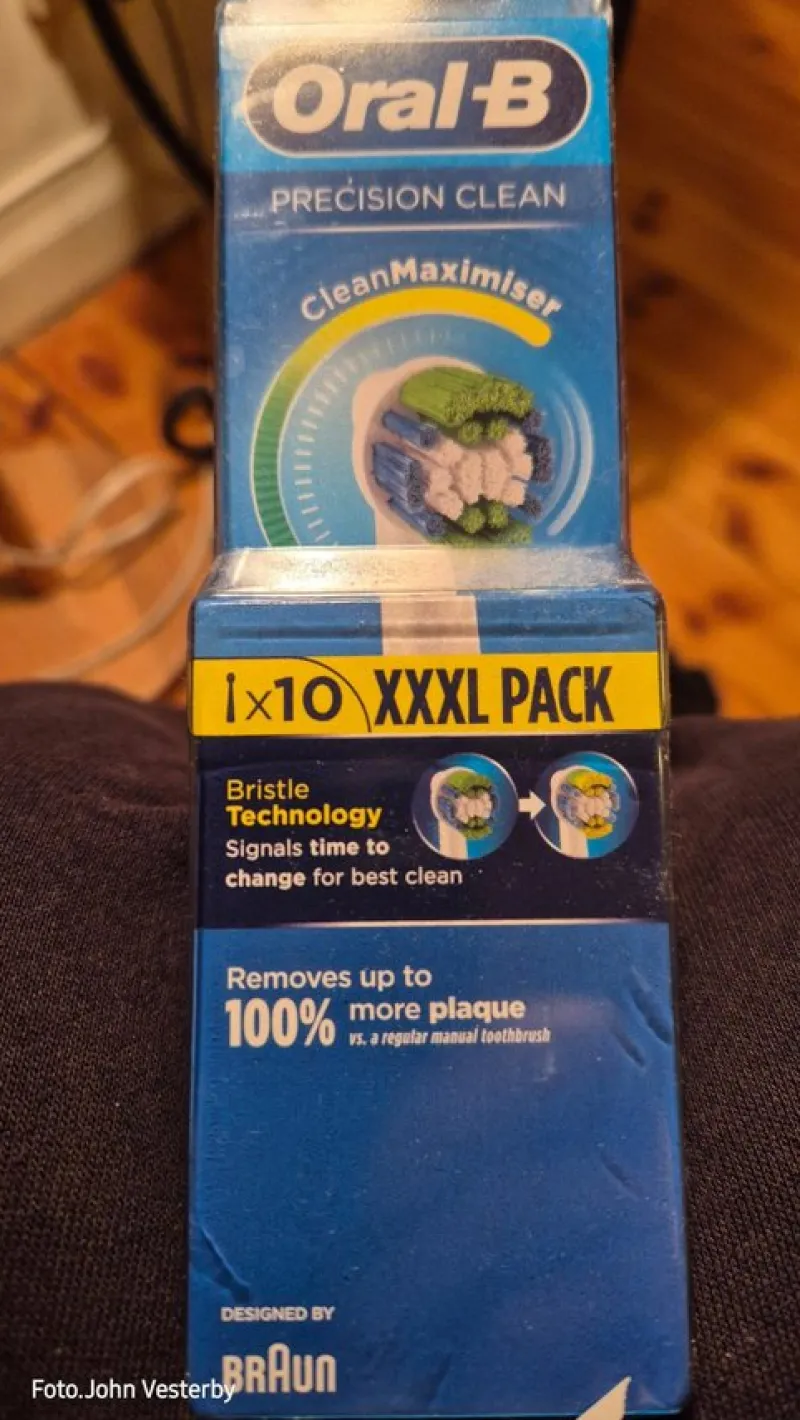 Oral-B
PRECISION CLEAN
CleanMaximiser
x10 XXXL PACK
Bristle
Technology
Signals time to
change for best clean
Removes up to
100% more plaque
vs. a regular manual toothbrush
DESIGNED BY
BRAUN
Foto.John Vesterby